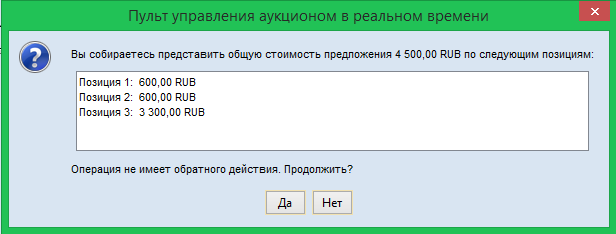 Пульт управления аукционом в реальном времени
Вы собираетесь представить общую стоимость предложения 4 500,00 RUB по следующим позициям:
Позиция 1: 600,00 RUB
Позиция 2: 600,00 RUB
Позиция 3: 3 300,00 RUB
Операция не имеет обратного действия. Продолжить?
Да Нет